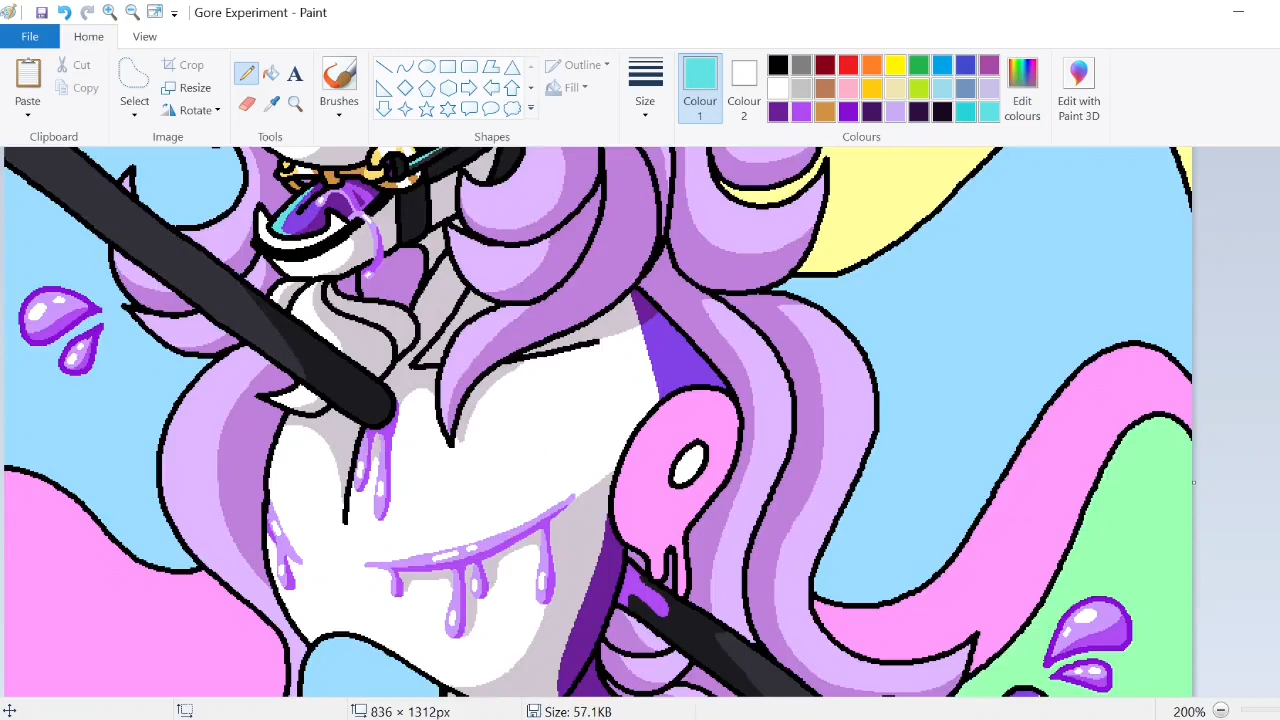 Gore Experiment - Paint
File Home View
Paste
Cut
Copy
Clipboard
Select
Crop
Resize
Rotate
Image
A
Tools
Brushes
Shapes
Outline
Fill
Size
Colour 1
Colour 2
Edit colours
Edit with Paint 3D
Colours
836 × 1312px
Size: 57.1KB
200%